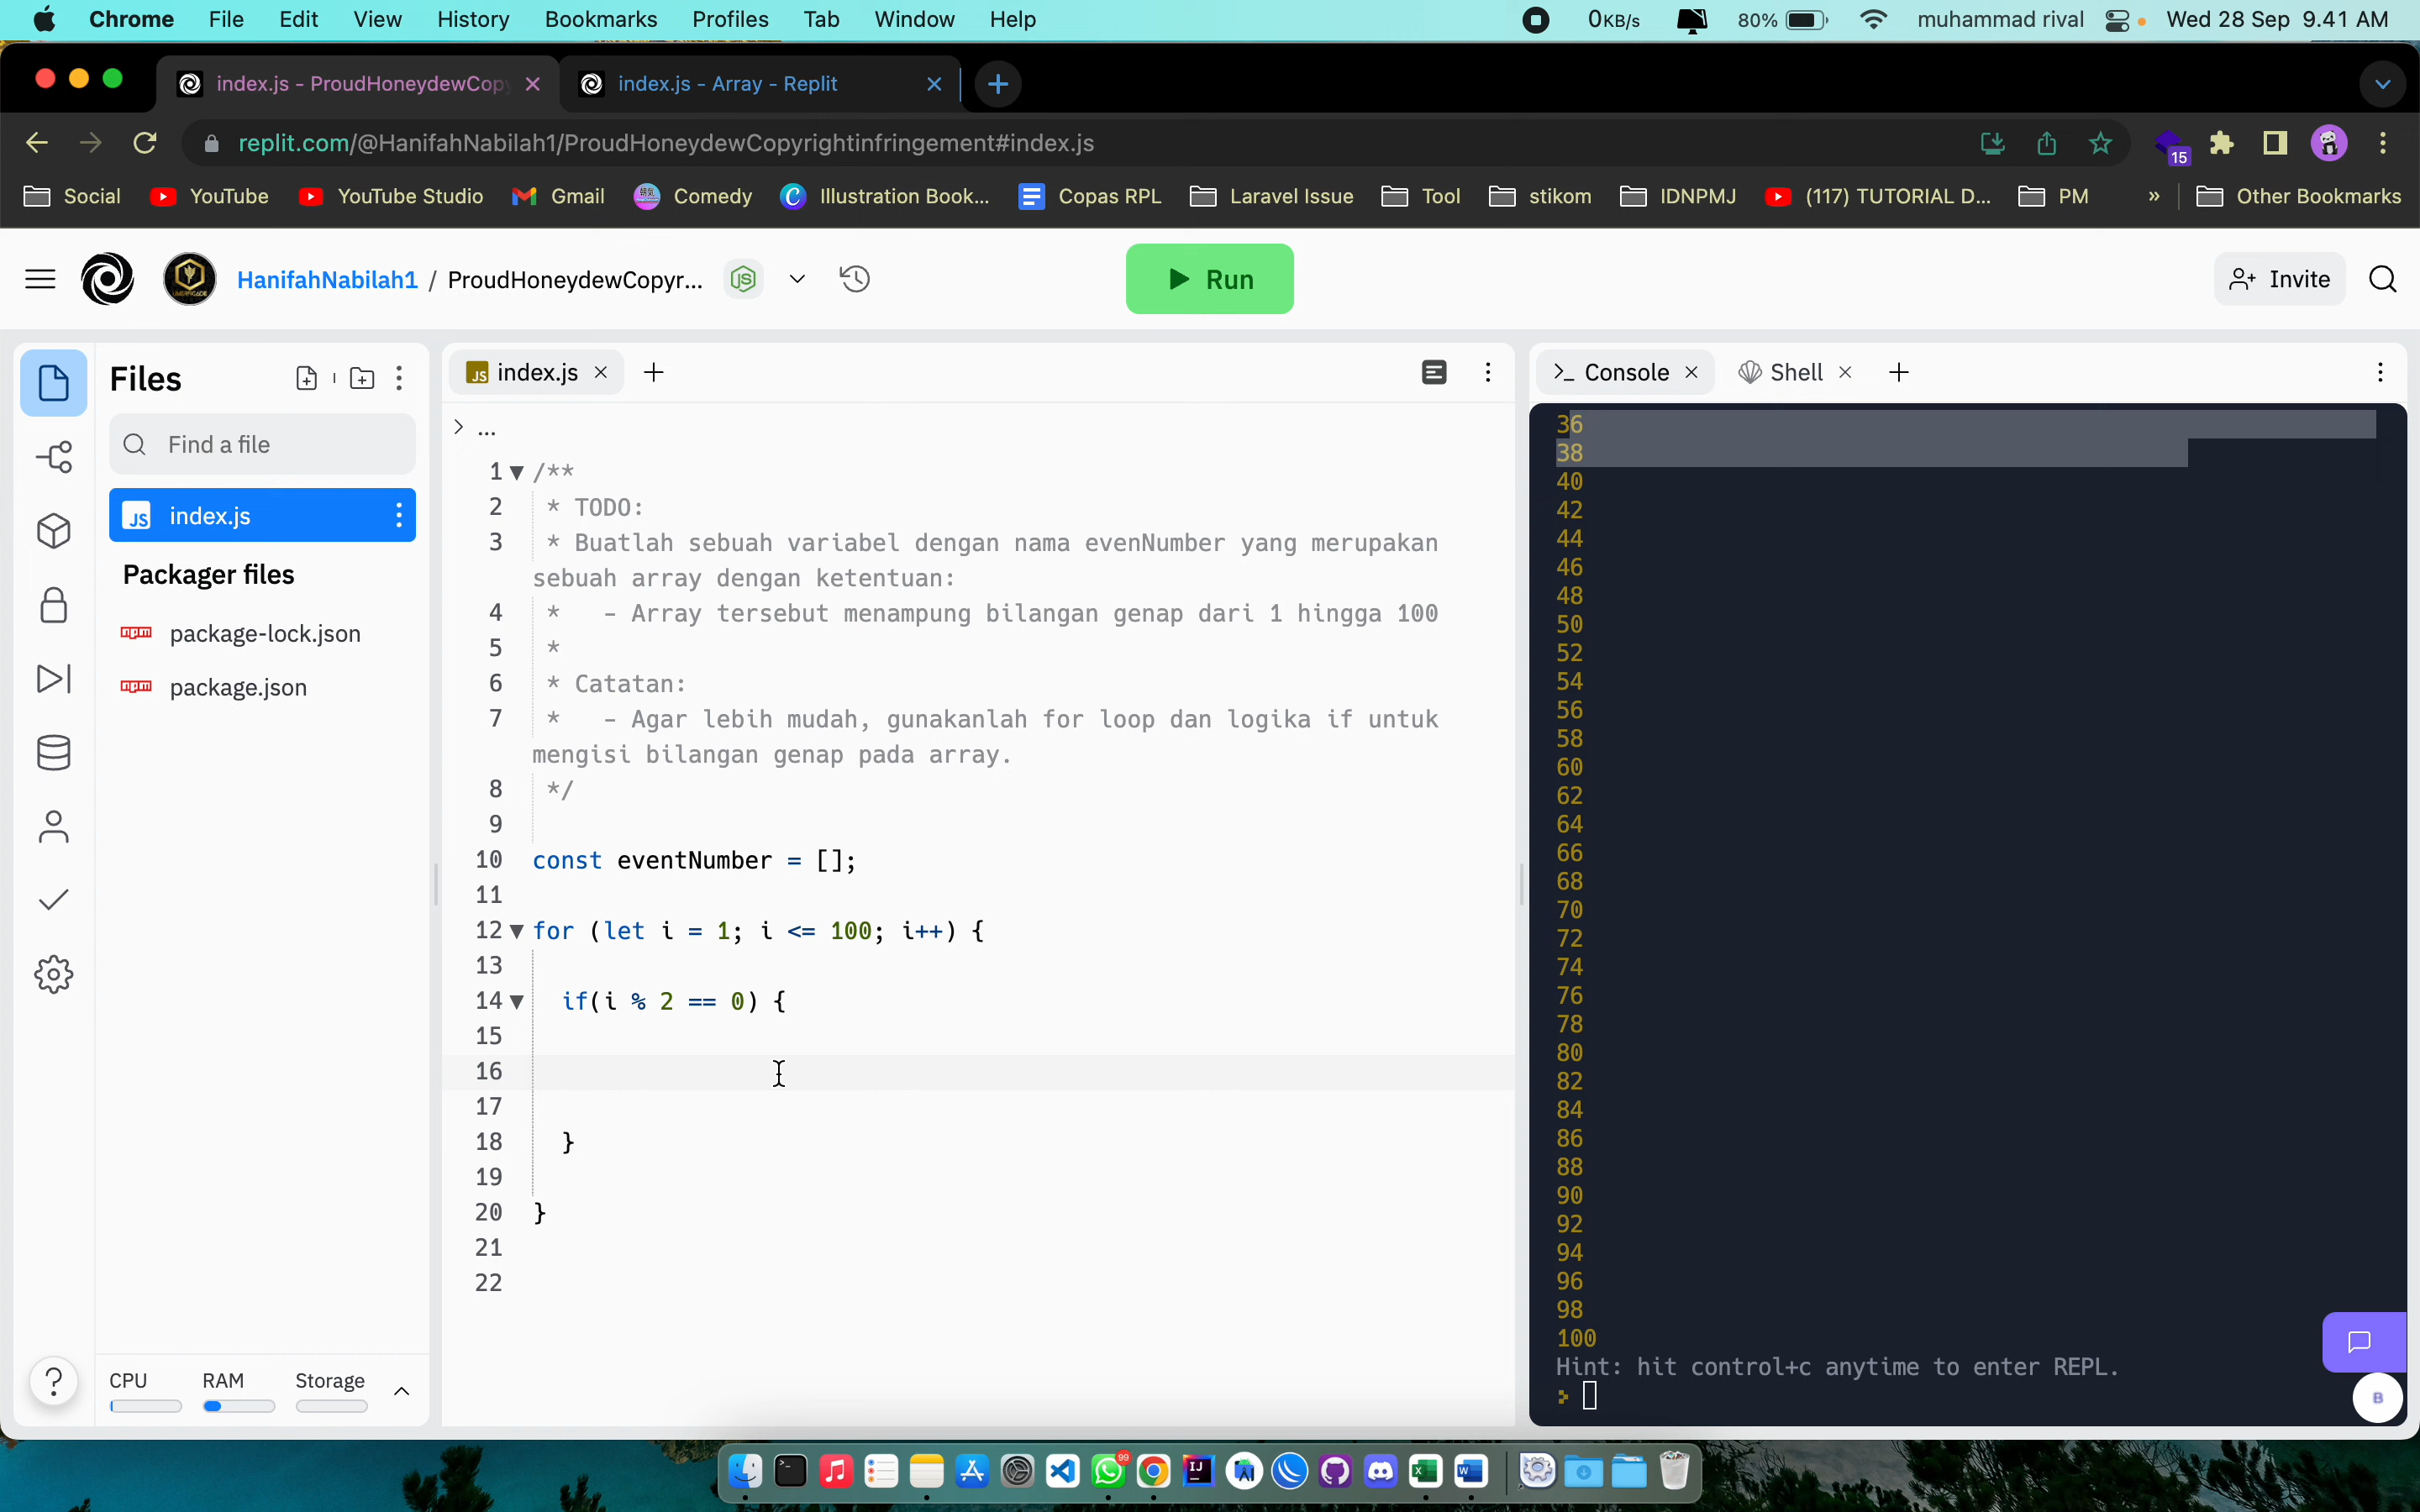 Chrome File Edit View History Bookmarks Profiles Tab Window Help 0KB/s 80% muhammad rival Wed 28 Sep 9.41 AM
index.js - ProudHoneydewCopy index.js - Array - Replit
replit.com/@HanifahNabilah1/ProudHoneydewCopyrightinfringement#index.js 15
Social YouTube YouTube Studio Gmail Comedy Illustration Book... Copas RPL Laravel Issue Tool stikom IDNPMJ (117) TUTORIAL D... PM » Other Bookmarks
HanifahNabilah1 / ProudHoneydewCopyr... Run Invite
Files
Find a file
JS index.js
Packager files
npm package-lock.json
npm package.json
CPU RAM Storage
?
JS index.js
> ...
1 /**
2 * TODO:
3 * Buatlah sebuah variabel dengan nama evenNumber yang merupakan
sebuah array dengan ketentuan:
4 *   - Array tersebut menampung bilangan genap dari 1 hingga 100
5 *
6 * Catatan:
7 *   - Agar lebih mudah, gunakanlah for loop dan logika if untuk
mengisi bilangan genap pada array.
8 */
9
10 const eventNumber = [];
11
12 for (let i = 1; i <= 100; i++) {
13
14 if(i % 2 == 0) {
15
16
17
18 }
19
20 }
21
22
>_ Console Shell
36
38
40
42
44
46
48
50
52
54
56
58
60
62
64
66
68
70
72
74
76
78
80
82
84
86
88
90
92
94
96
98
100
Hint: hit control+c anytime to enter REPL.
B
99